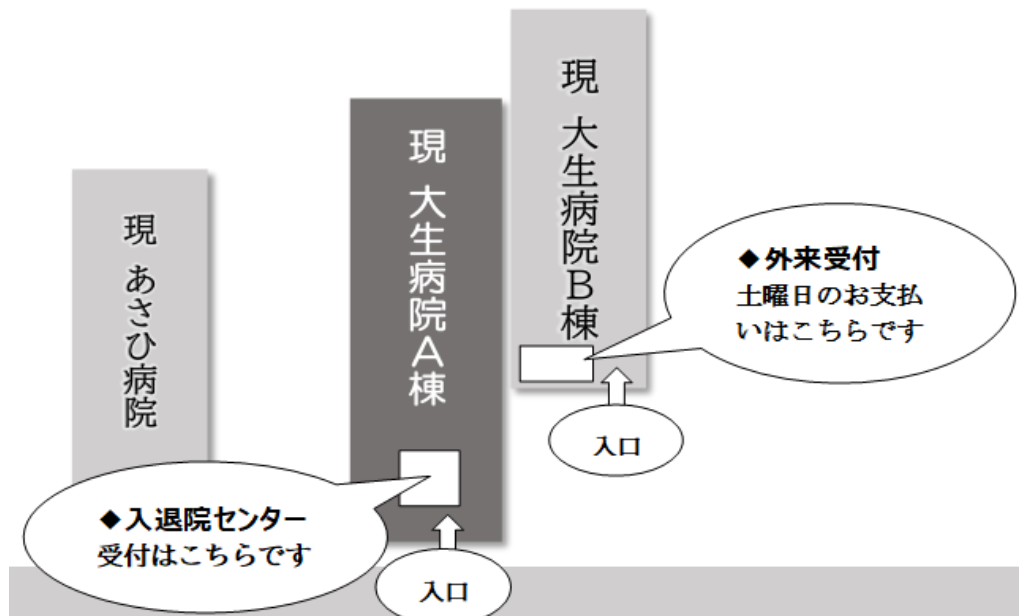 現 あさひ病院
現 大生病院A棟
現 大生病院B棟
◆外来受付
土曜日のお支払
いはこちらです
入口
◆入退院センター
受付はこちらです
入口